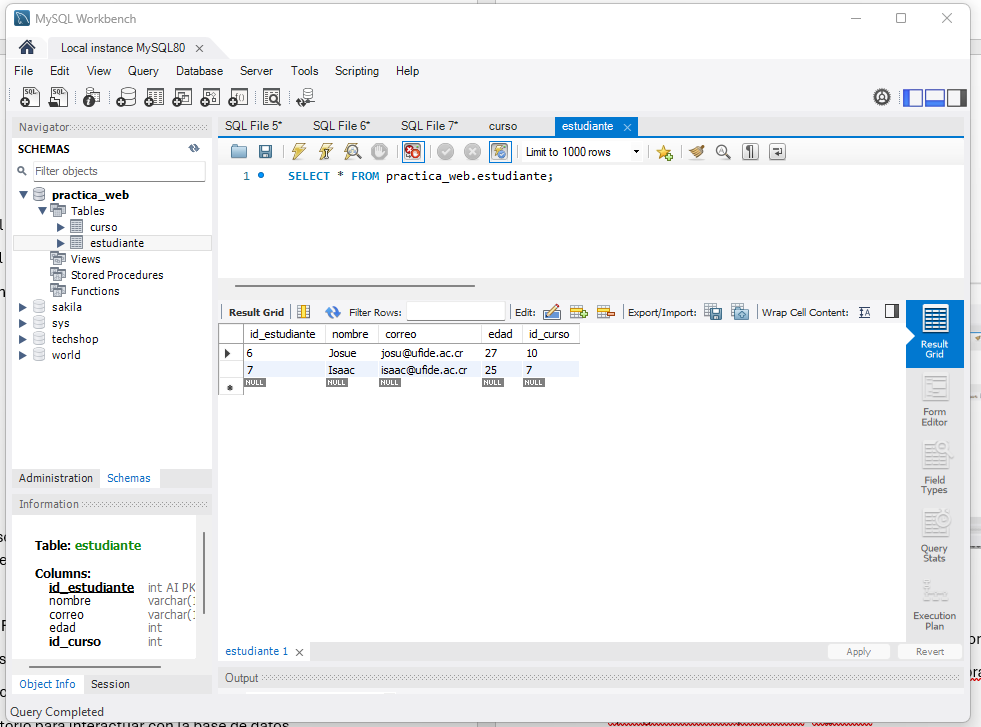 MySQL Workbench
Local instance MySQL80
File Edit View Query Database Server Tools Scripting Help
Navigator
SCHEMAS
Filter objects
practica_web
Tables
curso
estudiante
Views
Stored Procedures
Functions
sakila
sys
techshop
world
Administration Schemas
Information
Table: estudiante
Columns:
id_estudiante int AI PK
nombre varchar(
correo varchar(
edad int
id_curso int
Object Info Session
Query Completed
SQL File 5* SQL File 6* SQL File 7* curso estudiante
Limit to 1000 rows
1 SELECT * FROM practica_web.estudiante;
Result Grid Filter Rows: Edit: Export/Import: Wrap Cell Content:
id_estudiante nombre correo edad id_curso
6 Josue josu@ufide.ac.cr 27 10
7 Isaac isaac@ufide.ac.cr 25 7
NULL NULL NULL NULL NULL
Result
Grid
Form
Editor
Field
Types
Query
Stats
Execution
Plan
estudiante 1
Apply Revert
Output
torio para interactuar con la base de datos